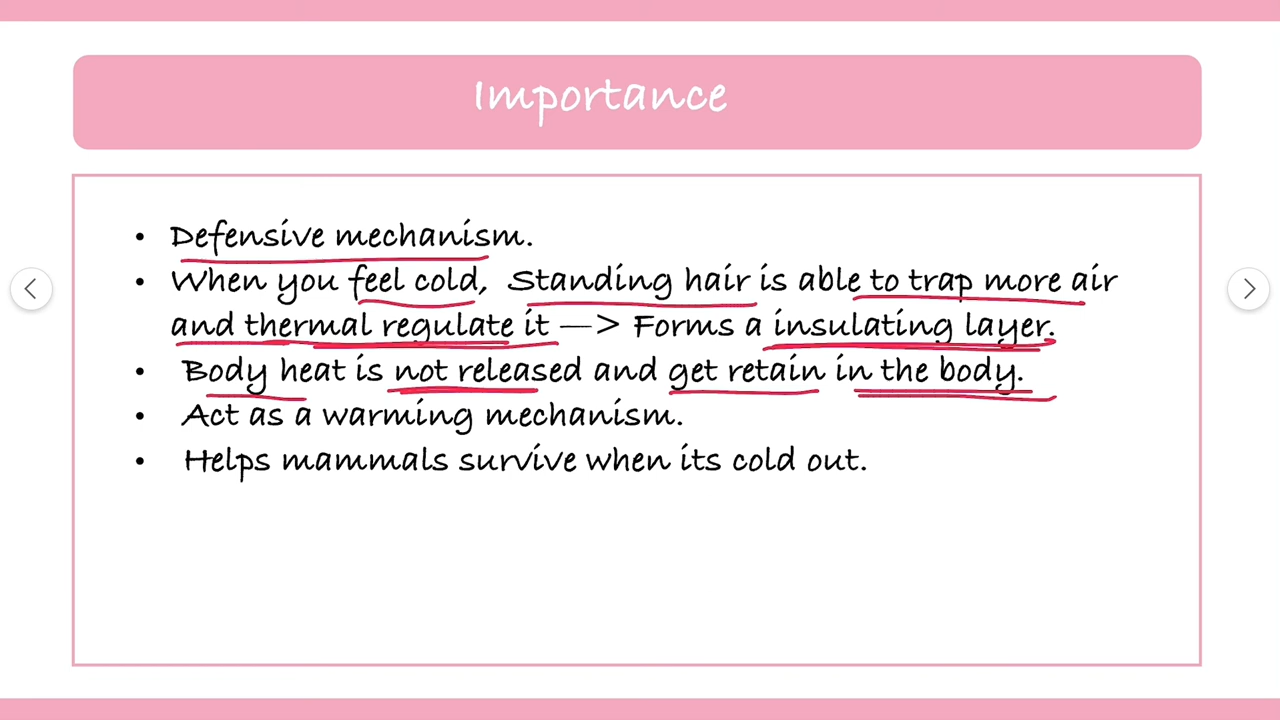 Importance
• Defensive mechanism.
• When you feel cold, Standing hair is able to trap more air
and thermal regulate it —> Forms a insulating layer.
• Body heat is not released and get retain in the body.
• Act as a warming mechanism.
• Helps mammals survive when its cold out.